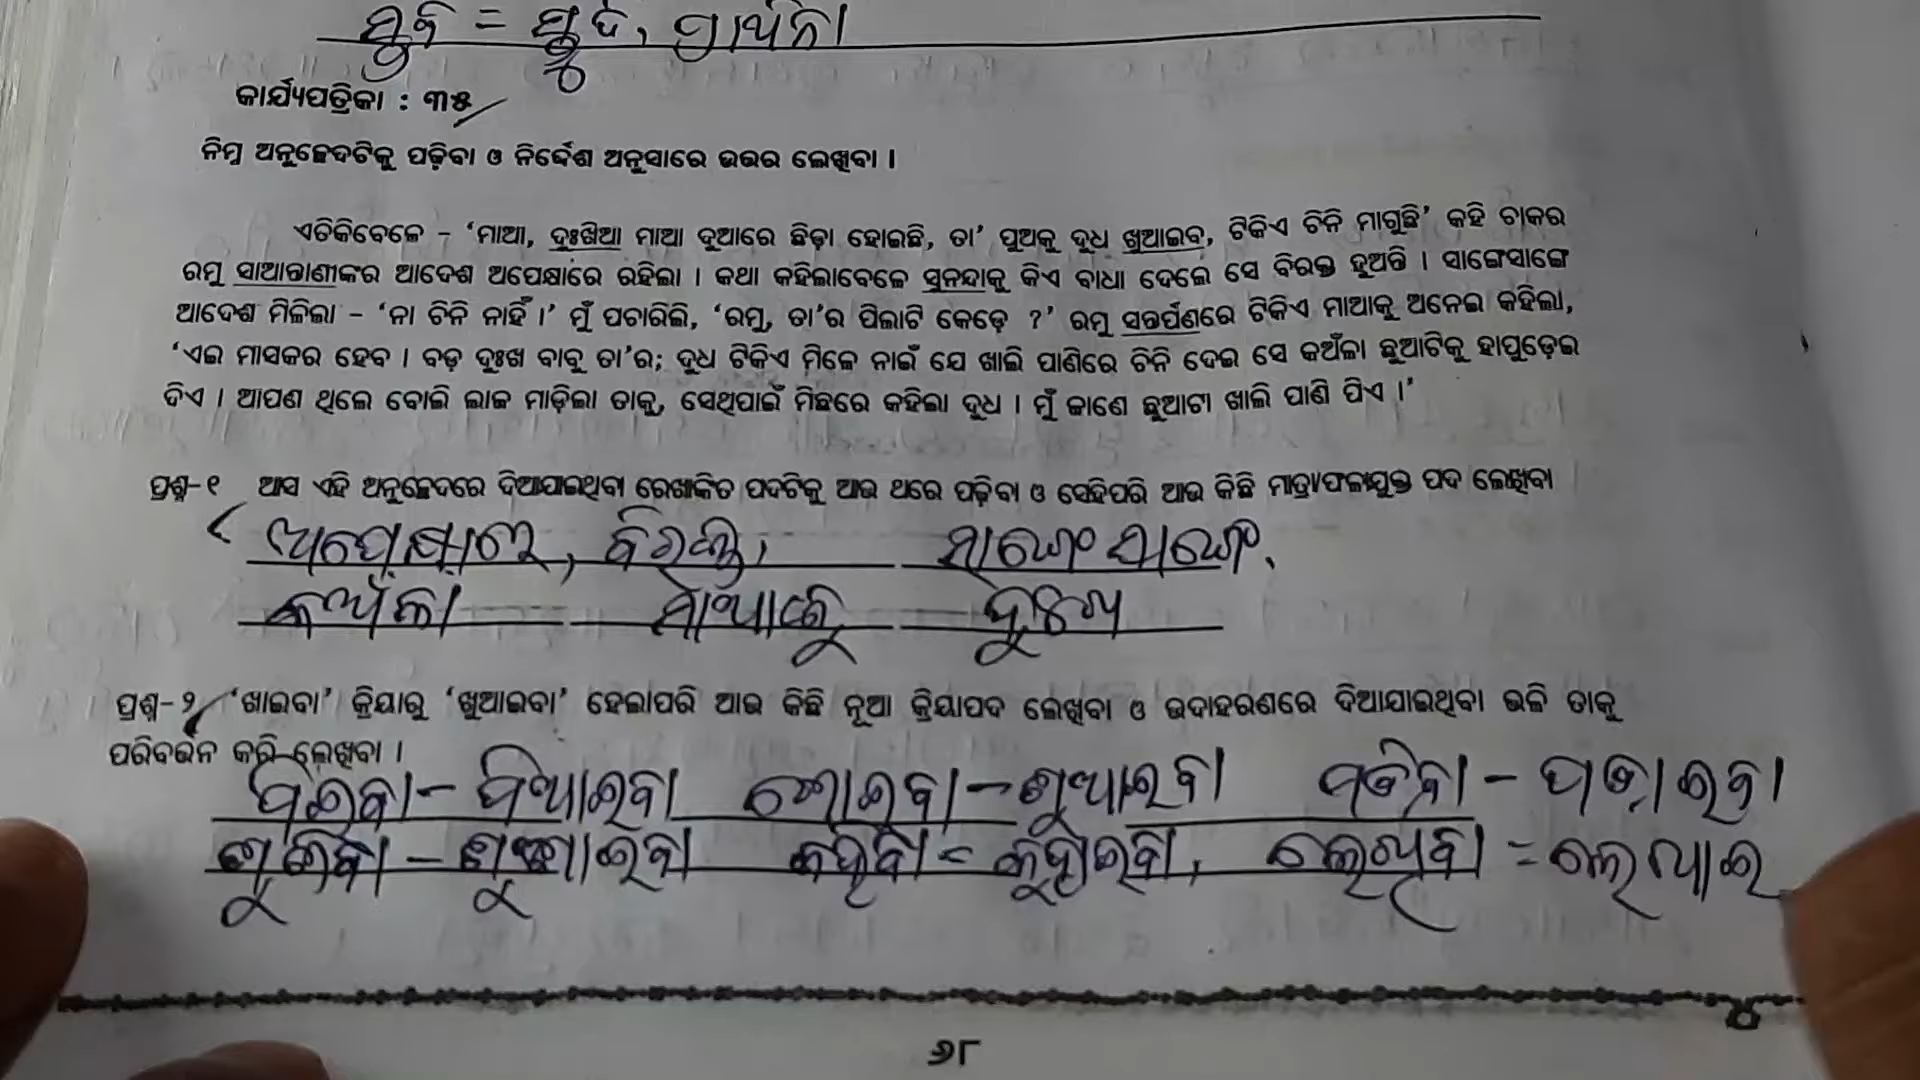 କାର୍ଯ୍ୟପତ୍ରିକା : ୩୫
ନିମ୍ନ ଅନୁଚ୍ଛେଦଟିକୁ ପଢ଼ିବା ଓ ନିର୍ଦ୍ଦେଶ ଅନୁସାରେ ଉତ୍ତର ଲେଖିବା ।
ଏତିକିବେଳେ - ‘ମାଆ, ଦୁଃଖିଆ ମାଆ ଦୁଆରେ ଛିଡ଼ା ହୋଇଛି, ତା’ ପୁଅକୁ ଦୁଧ ଖୁଆଇବ, ଟିକିଏ ଚିନି ମାଗୁଛି’ କହି ଚାକର
ରମୁ ସାଆନ୍ତାଣୀଙ୍କର ଆଦେଶ ଅପେକ୍ଷାରେ ରହିଲା । କଥା କହିଲାବେଳେ ସୁନନ୍ଦାକୁ କିଏ ବାଧା ଦେଲେ ସେ ବିରକ୍ତ ହୁଅନ୍ତି । ସାଙ୍ଗେସାଙ୍ଗେ
ଆଦେଶ ମିଳିଲା - ‘ନା ଚିନି ନାହିଁ ।’ ମୁଁ ପଚାରିଲି, ‘ରମୁ, ତା’ର ପିଲାଟି କେଡ଼େ ?’ ରମୁ ସନ୍ତର୍ପଣରେ ଟିକିଏ ମାଆକୁ ଅନେଇ କହିଲା,
‘ଏଇ ମାସକର ହେବ । ବଡ଼ ଦୁଃଖ ବାବୁ ତା’ର; ଦୁଧ ଟିକିଏ ମିଳେ ନାଇଁ ଯେ ଖାଲି ପାଣିରେ ଚିନି ଦେଇ ସେ କଅଁଳା ଛୁଆଟିକୁ ହାପୁଡ଼େଇ
ଦିଏ । ଆପଣ ଥିଲେ ବୋଲି ଲାଜ ମାଡ଼ିଲା ତାକୁ, ସେଥିପାଇଁ ମିଛରେ କହିଲା ଦୁଧ । ମୁଁ ଜାଣେ ଛୁଆଟା ଖାଲି ପାଣି ପିଏ ।’
ପ୍ରଶ୍ନ-୧ ଆସ ଏହି ଅନୁଚ୍ଛେଦରେ ଦିଆଯାଇଥିବା ରେଖାଙ୍କିତ ପଦଟିକୁ ଆଉ ଥରେ ପଢ଼ିବା ଓ ସେହିପରି ଆଉ କିଛି ମାତ୍ରା/ଫଳାଯୁକ୍ତ ପଦ ଲେଖିବା
ଅପେକ୍ଷାରେ, ବିରକ୍ତ, ସାଙ୍ଗେସାଙ୍ଗେ,
କଅଁଳା ମାଆକୁ ଦୁଃଖ
ପ୍ରଶ୍ନ-୨ ‘ଖାଇବା’ କ୍ରିୟାରୁ ‘ଖୁଆଇବା’ ହେଲାପରି ଆଉ କିଛି ନୂଆ କ୍ରିୟାପଦ ଲେଖିବା ଓ ଉଦାହରଣରେ ଦିଆଯାଇଥିବା ଭଳି ତାକୁ
ପରିବର୍ତ୍ତନ କରି ଲେଖିବା ।
ପିଇବା - ପିଆଇବା ଶୋଇବା - ଶୁଆଇବା ପଢ଼ିବା - ପଢ଼ାଇବା
ଶୁଣିବା - ଶୁଣାଇବା କହିବା = କୁହାଇବା, ଲେଖିବା = ଲେଖାଇ
୬୮